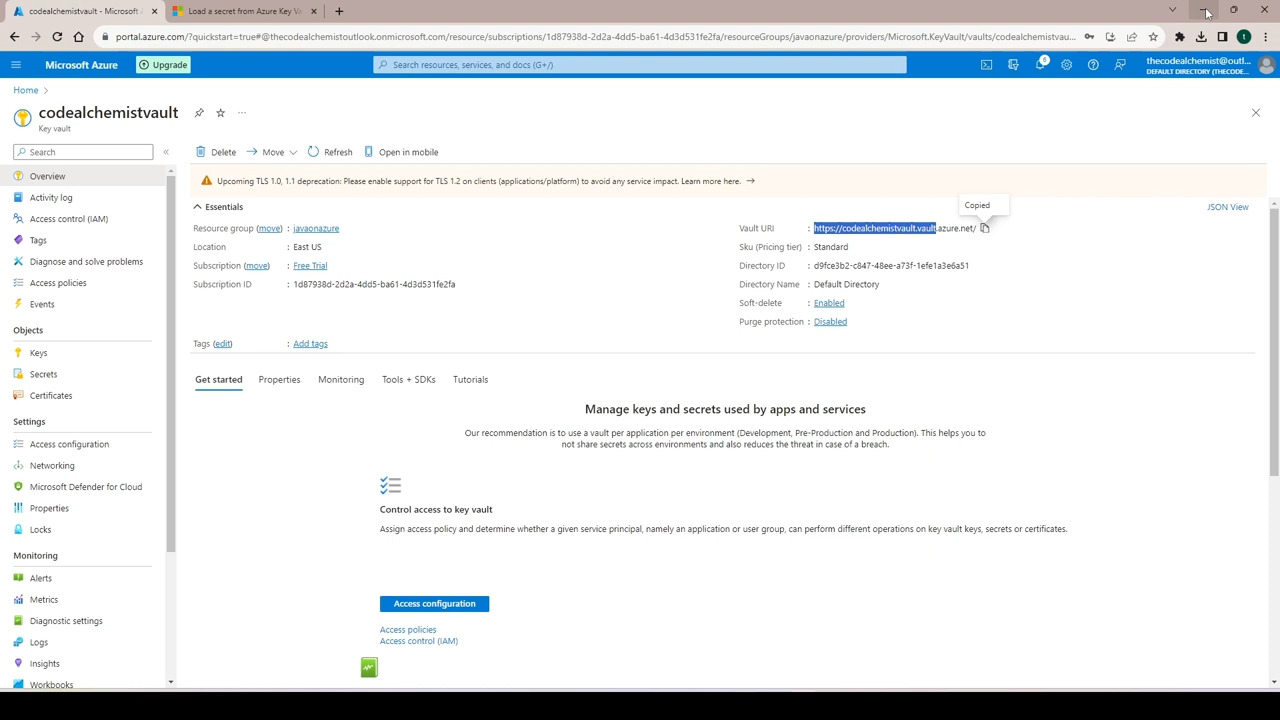 codealchemistvault - Microsoft A
Load a secret from Azure Key Va
portal.azure.com/?quickstart=true#@thecodealchemistoutlook.onmicrosoft.com/resource/subscriptions/1d87938d-2d2a-4dd5-ba61-4d3d531fe2fa/resourceGroups/javaonazure/providers/Microsoft.KeyVault/vaults/codealchemistvau...
t
Microsoft Azure
Upgrade
Search resources, services, and docs (G+/)
6
thecodealchemist@outl...
DEFAULT DIRECTORY (THECODE...
Home
codealchemistvault
Key vault
Search
Delete
Move
Refresh
Open in mobile
Overview
Activity log
Access control (IAM)
Tags
Diagnose and solve problems
Access policies
Events
Objects
Keys
Secrets
Certificates
Settings
Access configuration
Networking
Microsoft Defender for Cloud
Properties
Locks
Monitoring
Alerts
Metrics
Diagnostic settings
Logs
Insights
Workbooks
Upcoming TLS 1.0, 1.1 deprecation: Please enable support for TLS 1.2 on clients (applications/platform) to avoid any service impact. Learn more here.
Essentials
JSON View
Copied
Resource group (move) : javaonazure
Location : East US
Subscription (move) : Free Trial
Subscription ID : 1d87938d-2d2a-4dd5-ba61-4d3d531fe2fa
Vault URI : https://codealchemistvault.vault.azure.net/
Sku (Pricing tier) : Standard
Directory ID : d9fce3b2-c847-48ee-a73f-1efe1a3e6a51
Directory Name : Default Directory
Soft-delete : Enabled
Purge protection : Disabled
Tags (edit) : Add tags
Get started
Properties
Monitoring
Tools + SDKs
Tutorials
Manage keys and secrets used by apps and services
Our recommendation is to use a vault per application per environment (Development, Pre-Production and Production). This helps you to
not share secrets across environments and also reduces the threat in case of a breach.
Control access to key vault
Assign access policy and determine whether a given service principal, namely an application or user group, can perform different operations on key vault keys, secrets or certificates.
Access configuration
Access policies
Access control (IAM)